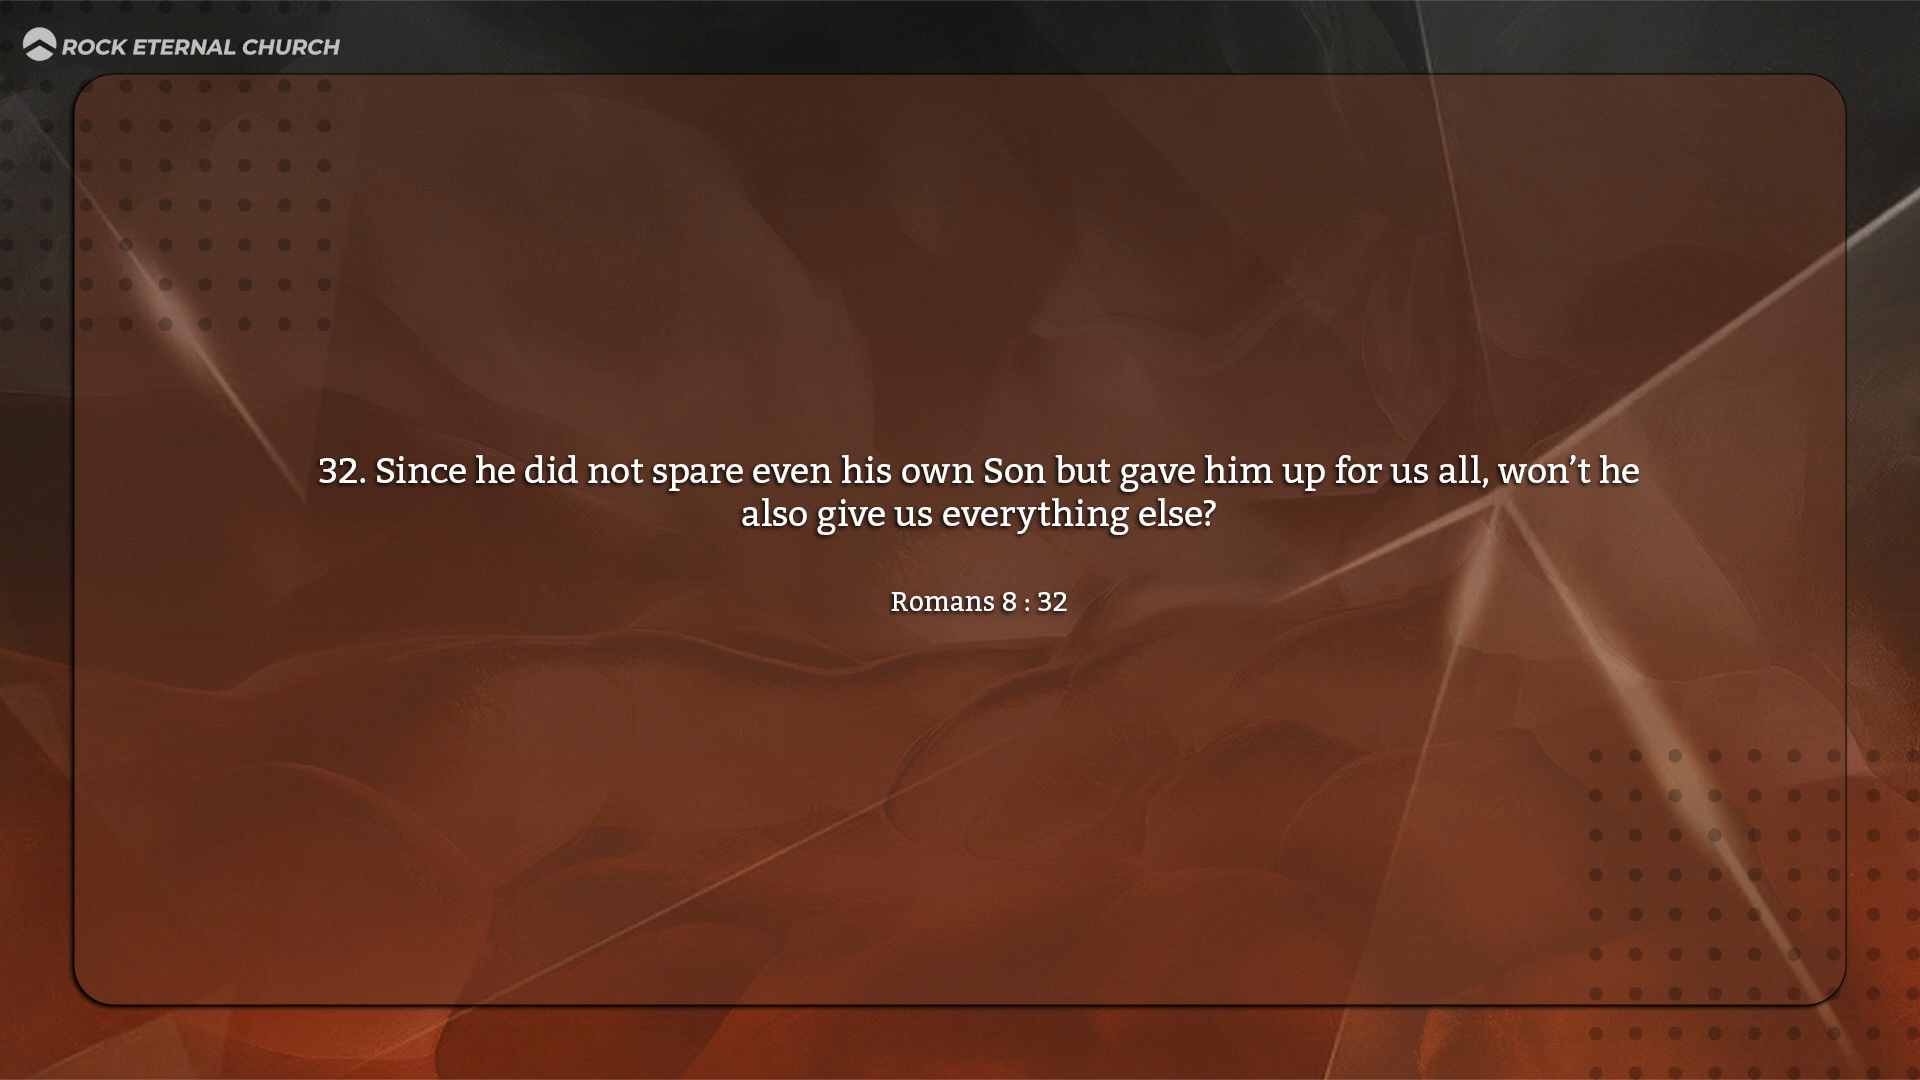 ROCK ETERNAL CHURCH
32. Since he did not spare even his own Son but gave him up for us all, won’t he
also give us everything else?
Romans 8 : 32